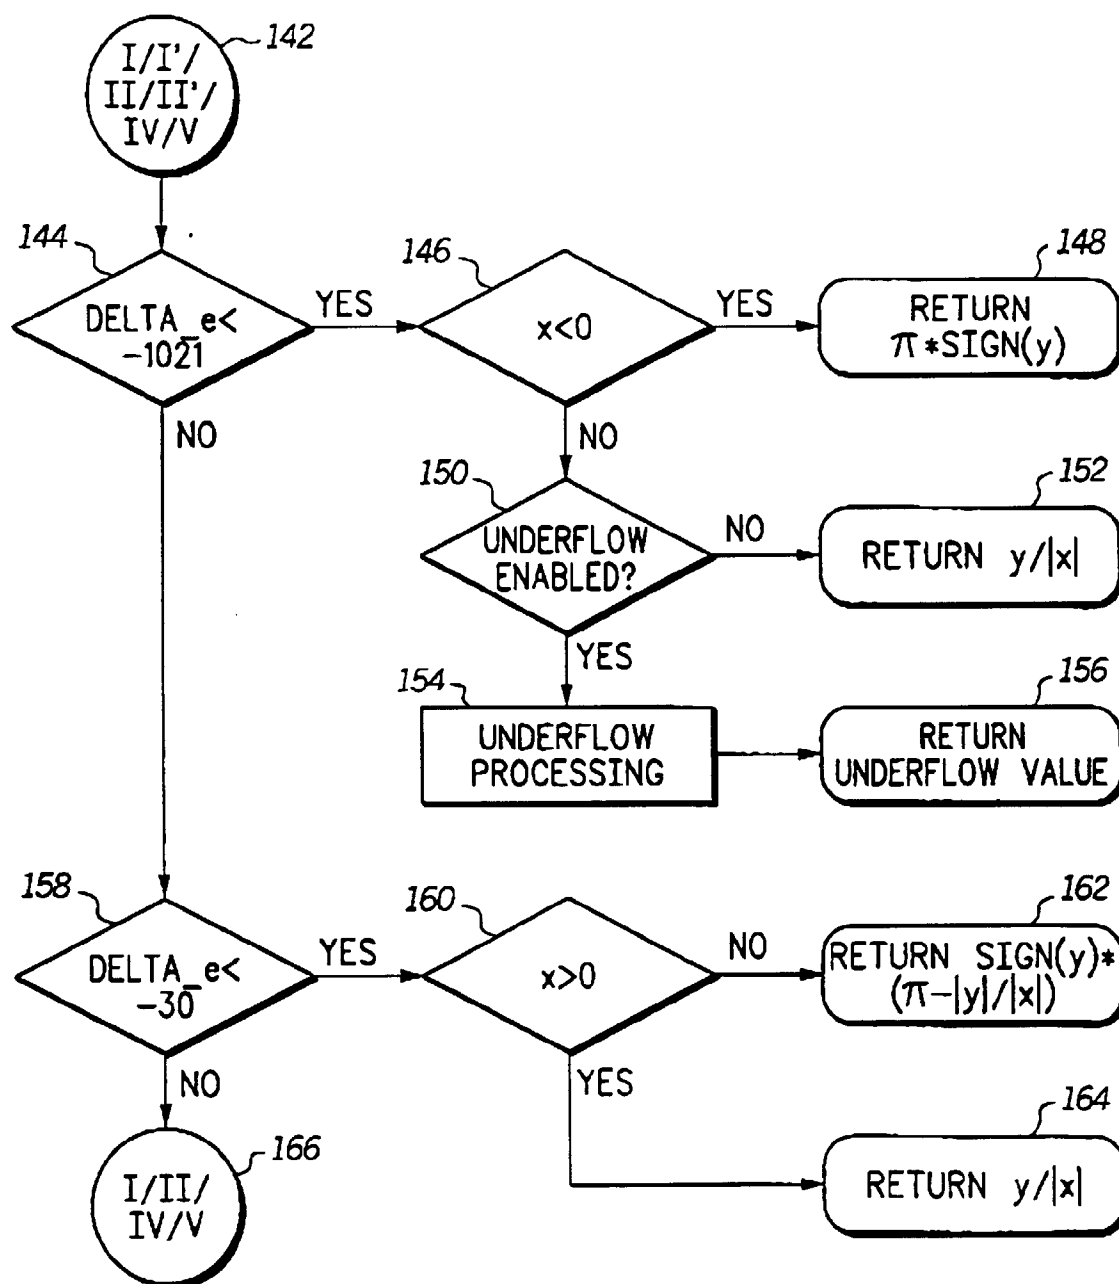 142
I/I'/
II/II'/
IV/V
144
DELTA_e<
-1021
YES
146
x<0
YES
148
RETURN
π*SIGN(y)
NO
NO
150
UNDERFLOW
ENABLED?
NO
152
RETURN y/|x|
YES
154
UNDERFLOW
PROCESSING
156
RETURN
UNDERFLOW VALUE
158
DELTA_e<
-30
YES
160
x>0
NO
162
RETURN SIGN(y)*
(π-|y|/|x|)
NO
YES
164
RETURN y/|x|
166
I/II/
IV/V